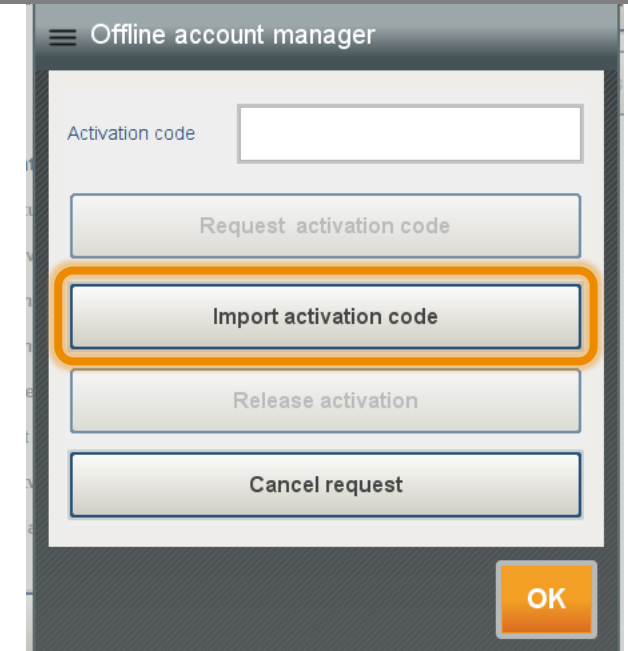 Offline account manager
Activation code
Request activation code
Import activation code
Release activation
Cancel request
OK